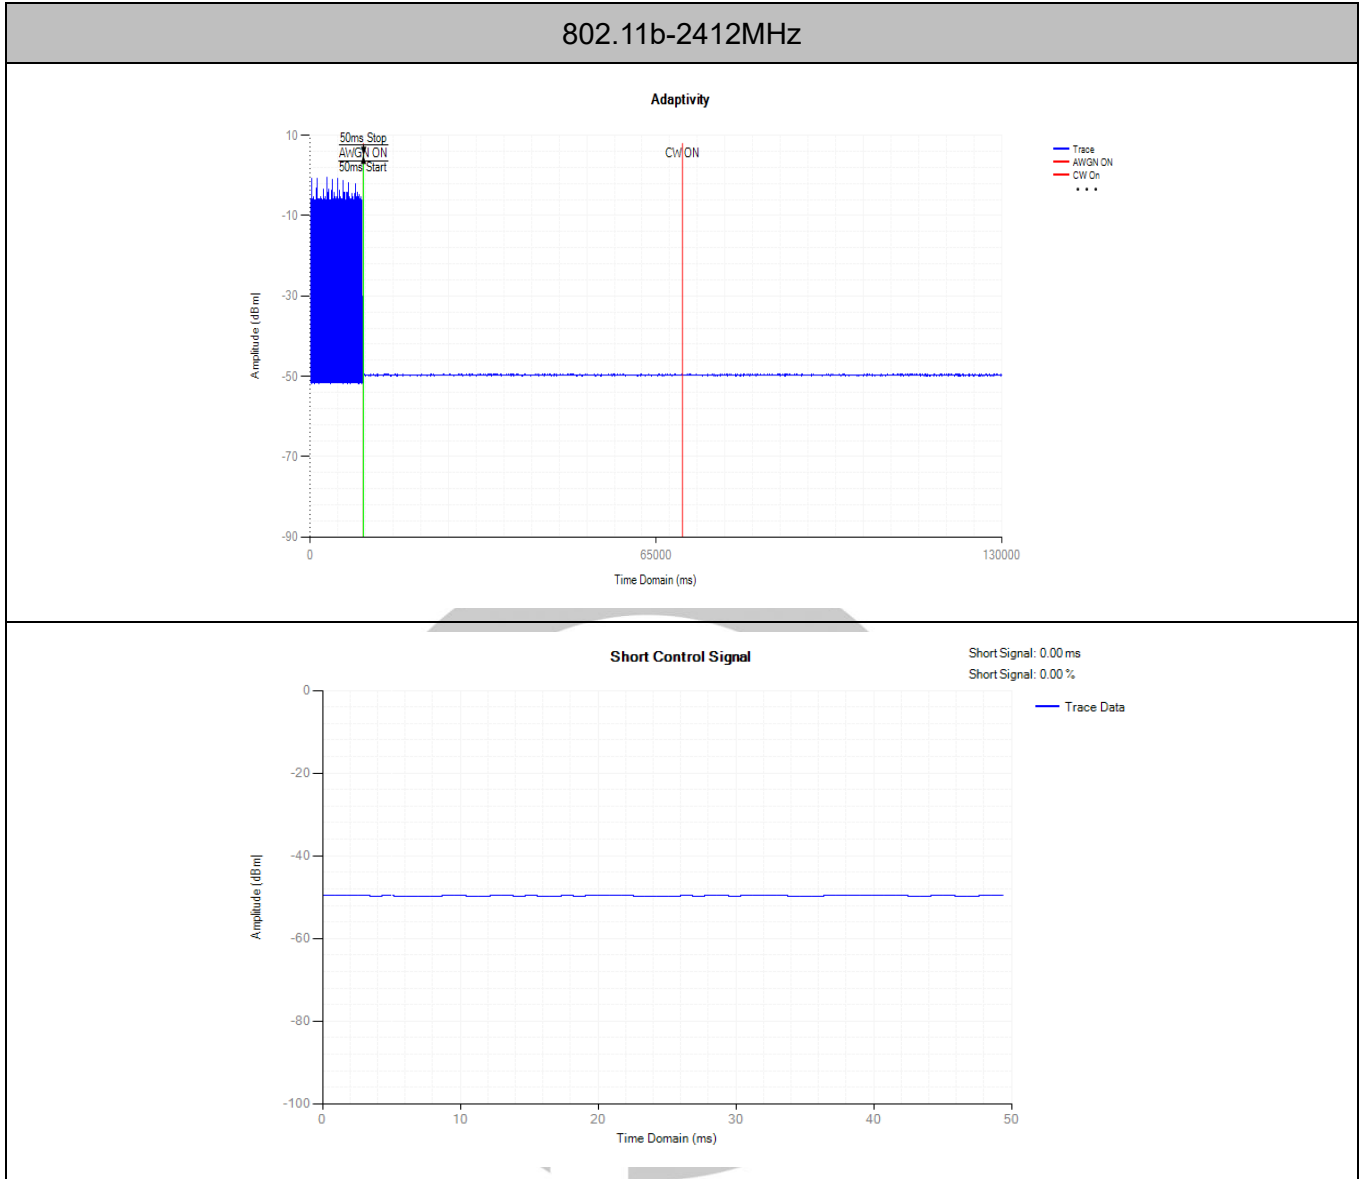 802.11b-2412MHz
Adaptivity
10
-10
-30
-50
-70
-90
Amplitude (dBm)
50ms Stop
AWGN ON
50ms Start
CW ON
Trace
AWGN ON
CW On
...
0
65000
130000
Time Domain (ms)
Short Control Signal
Short Signal: 0.00 ms
Short Signal: 0.00 %
Trace Data
0
-20
-40
-60
-80
-100
Amplitude (dBm)
0
10
20
30
40
50
Time Domain (ms)